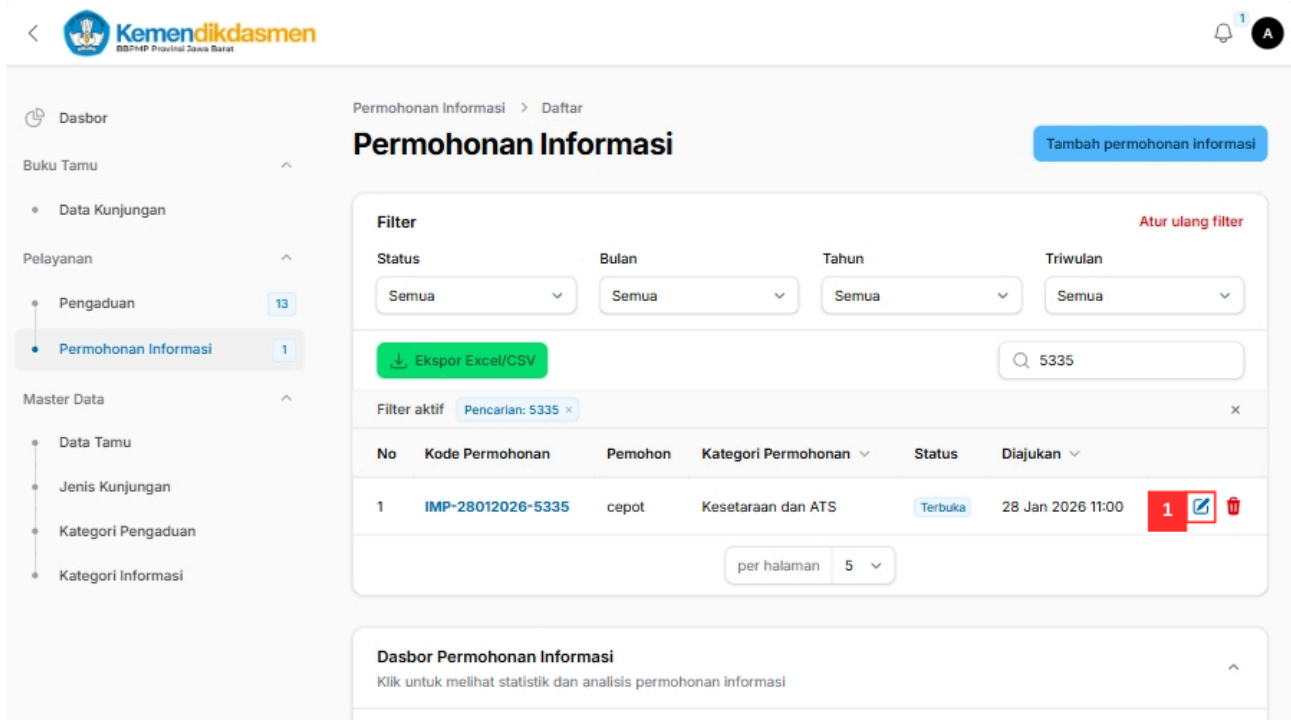 Kemendikdasmen
BBPMP Provinsi Jawa Barat
1
A
Dasbor
Buku Tamu
Data Kunjungan
Pelayanan
Pengaduan 13
Permohonan Informasi 1
Master Data
Data Tamu
Jenis Kunjungan
Kategori Pengaduan
Kategori Informasi
Permohonan Informasi > Daftar
Permohonan Informasi
Tambah permohonan informasi
Filter
Atur ulang filter
Status Bulan Tahun Triwulan
Semua Semua Semua Semua
Ekspor Excel/CSV
5335
Filter aktif Pencarian: 5335 ×
No Kode Permohonan Pemohon Kategori Permohonan Status Diajukan
1 IMP-28012026-5335 cepot Kesetaraan dan ATS Terbuka 28 Jan 2026 11:00 1
per halaman 5
Dasbor Permohonan Informasi
Klik untuk melihat statistik dan analisis permohonan informasi